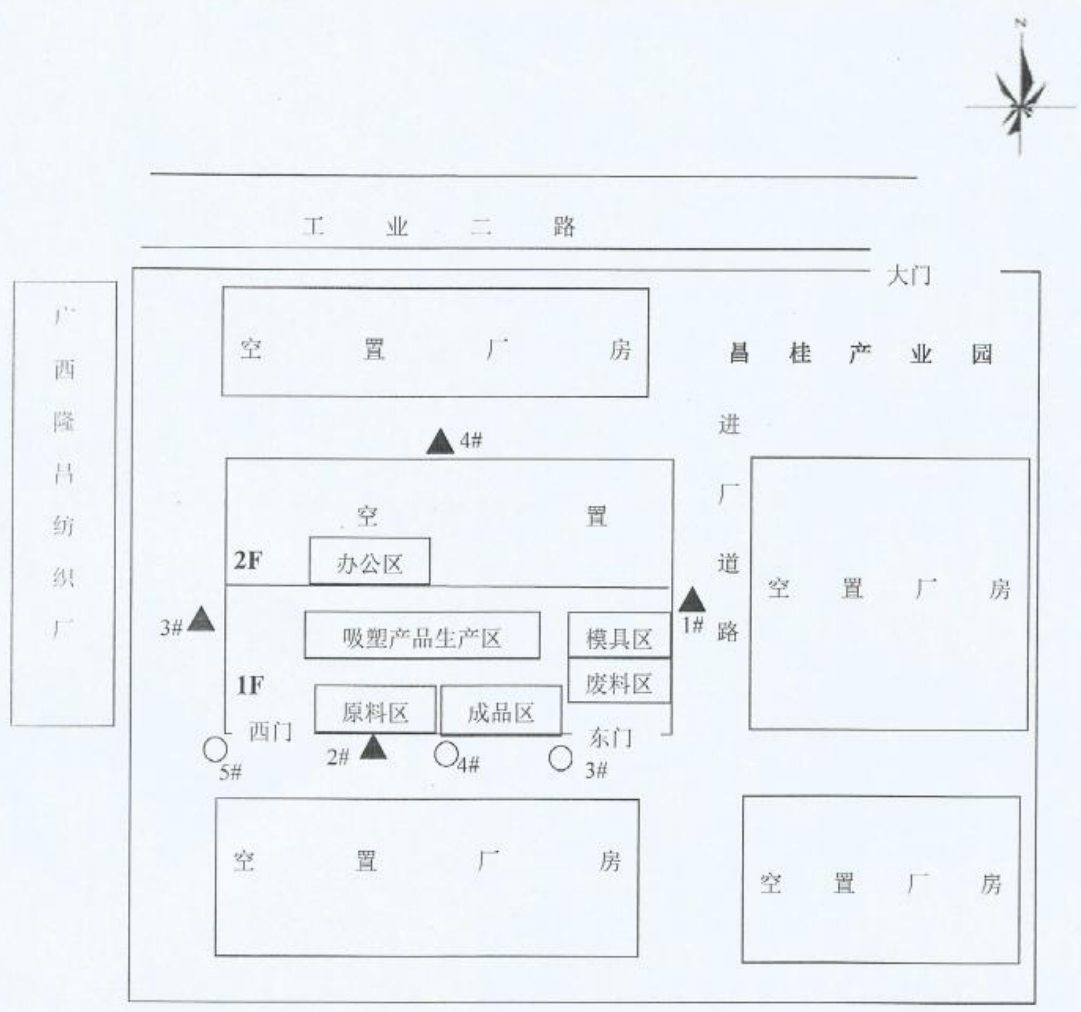 N
工业二路
大门
广西隆昌纺织厂
空置厂房
昌桂产业园
进厂道路
▲4#
空置
2F
办公区
空置厂房
3#▲
▲1#
吸塑产品生产区
模具区
废料区
1F
原料区
成品区
西门
东门
5#
2#▲
4#
3#
空置厂房
空置厂房